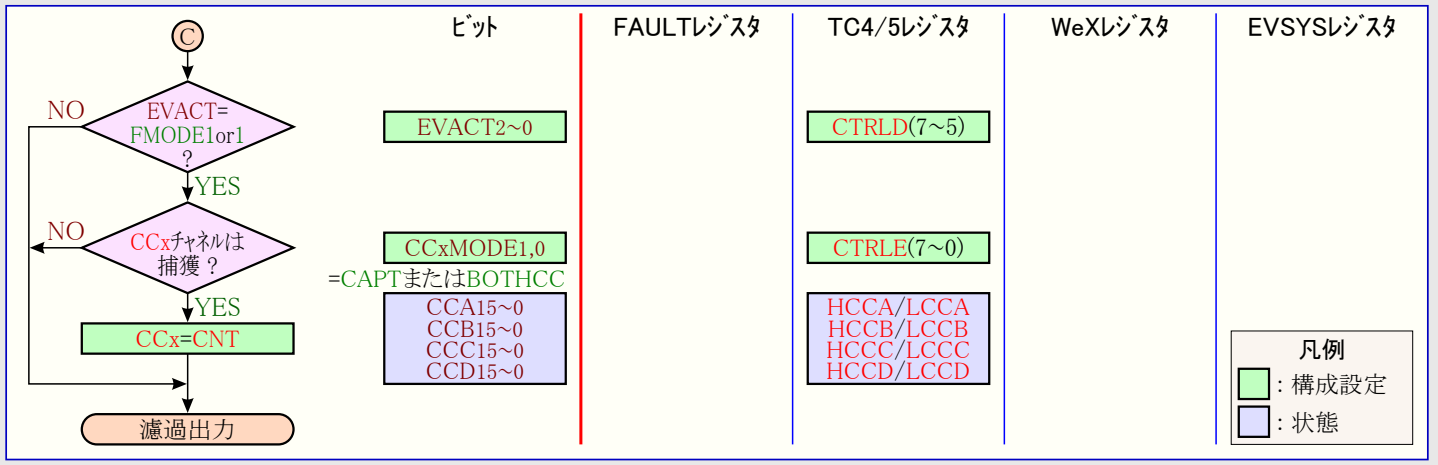 C
ビット
FAULTレジスタ
TC4/5レジスタ
WeXレジスタ
EVSYSレジスタ
EVACT=
FMODE1or1
?
NO
YES
EVACT2~0
CTRLD(7~5)
CCxチャネルは
捕獲?
NO
YES
CCxMODE1,0
=CAPTまたはBOTHCC
CTRLE(7~0)
CCx=CNT
CCA15~0
CCB15~0
CCC15~0
CCD15~0
HCCA/LCCA
HCCB/LCCB
HCCC/LCCC
HCCD/LCCD
濾過出力
凡例
:構成設定
:状態